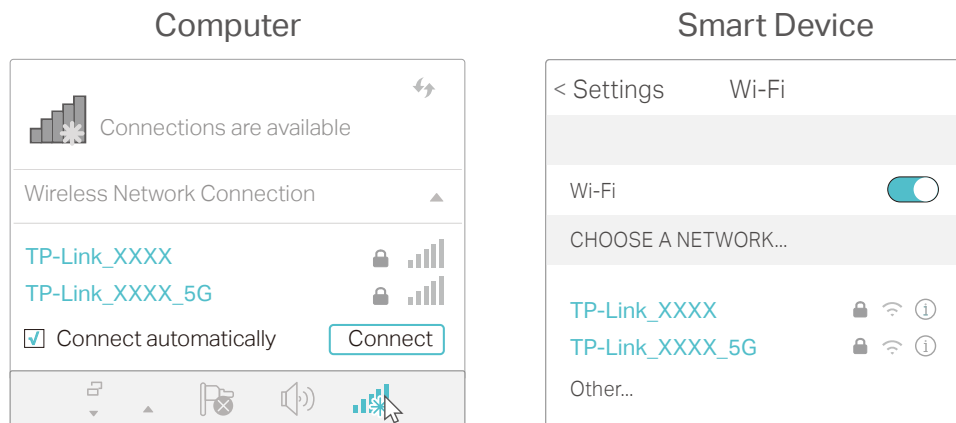 Computer
Connections are available
Wireless Network Connection
TP-Link_XXXX
TP-Link_XXXX_5G
Connect automatically Connect
Smart Device
< Settings Wi-Fi
Wi-Fi
CHOOSE A NETWORK...
TP-Link_XXXX
TP-Link_XXXX_5G
Other...